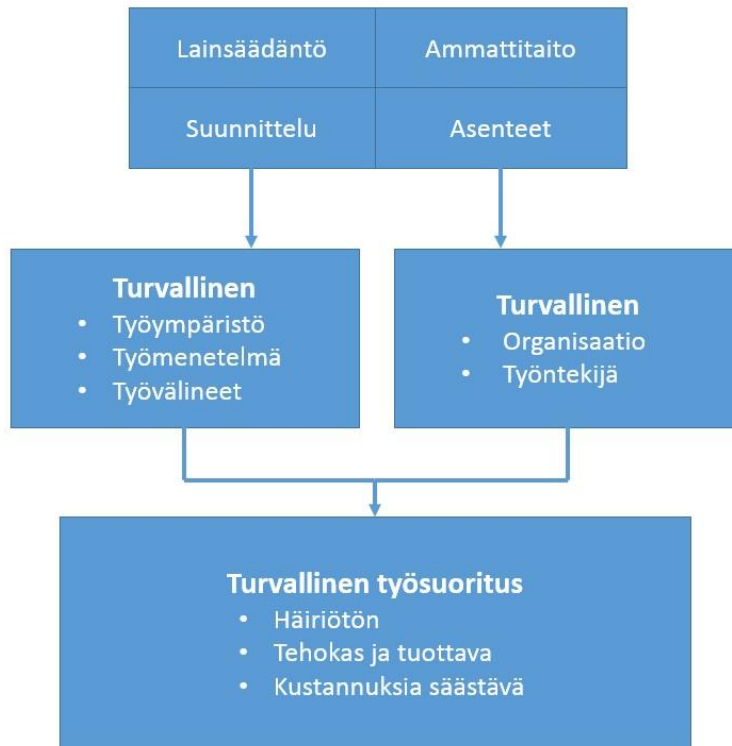 Lainsäädäntö
Ammattitaito
Suunnittelu
Asenteet
Turvallinen
• Työympäristö
• Työmenetelmä
• Työvälineet
Turvallinen
• Organisaatio
• Työntekijä
Turvallinen työsuoritus
• Häiriötön
• Tehokas ja tuottava
• Kustannuksia säästävä